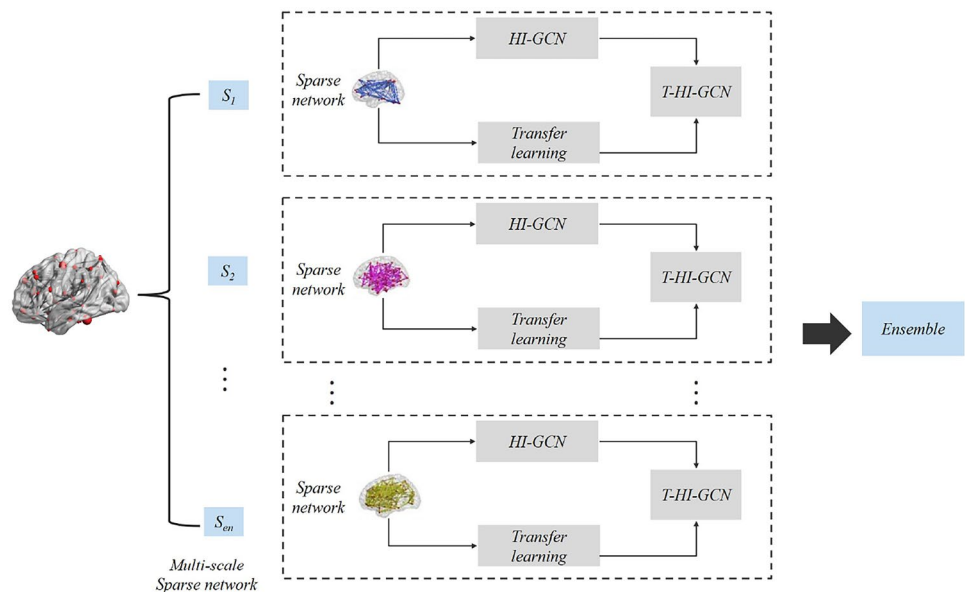 S1
Sparse
network
HI-GCN
Transfer
learning
T-HI-GCN
S2
Sparse
network
HI-GCN
Transfer
learning
T-HI-GCN
Ensemble
Sen
Sparse
network
HI-GCN
Transfer
learning
T-HI-GCN
Multi-scale
Sparse network